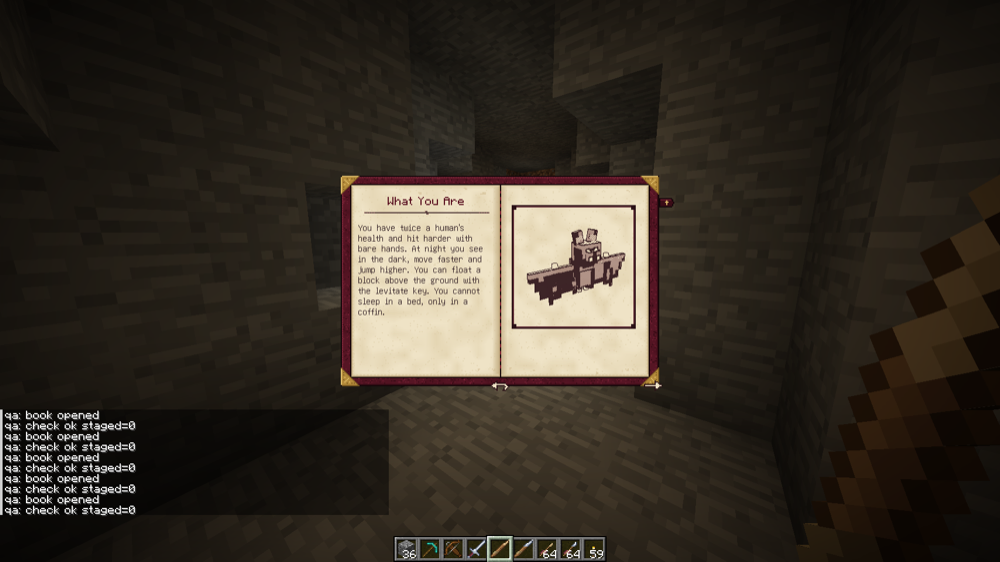 What You Are
You have twice a human's
health and hit harder with
bare hands. At night you see
in the dark, move faster and
jump higher. You can float a
block above the ground with
the levitate key. You cannot
sleep in a bed, only in a
coffin.
qa: book opened
qa: check ok staged=0
qa: book opened
qa: check ok staged=0
qa: book opened
qa: check ok staged=0
qa: book opened
qa: check ok staged=0
qa: book opened
qa: check ok staged=0
36 64 64 59